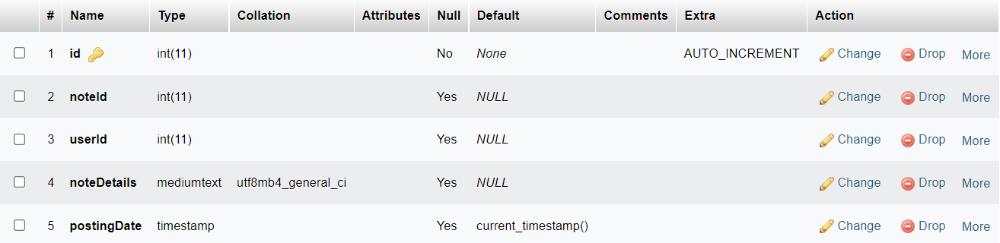 # Name Type Collation Attributes Null Default Comments Extra Action
1 id int(11) No None AUTO_INCREMENT Change Drop More
2 noteId int(11) Yes NULL Change Drop More
3 userId int(11) Yes NULL Change Drop More
4 noteDetails mediumtext utf8mb4_general_ci Yes NULL Change Drop More
5 postingDate timestamp Yes current_timestamp() Change Drop More